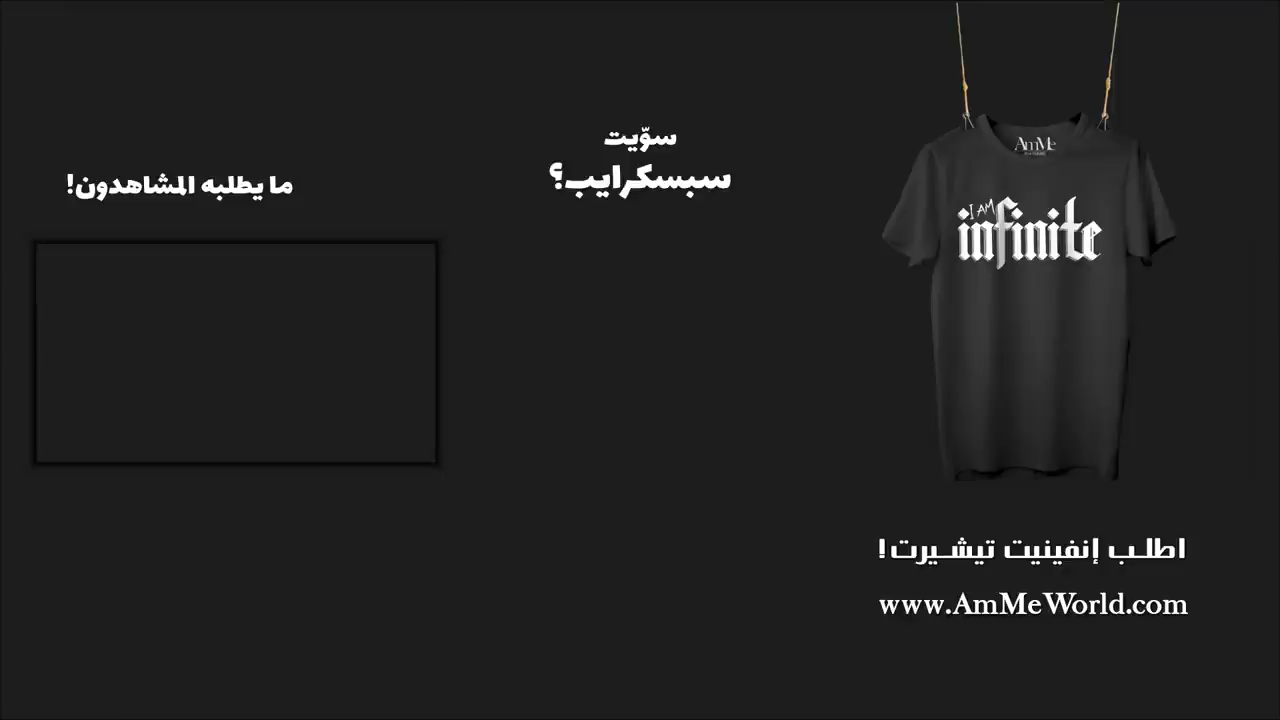 سوّيت
سبسكرايب؟
ما يطلبه المشاهدون!
AmMe
I AM
infinite
اطلب إنفينيت تيشيرت!
www.AmMeWorld.com